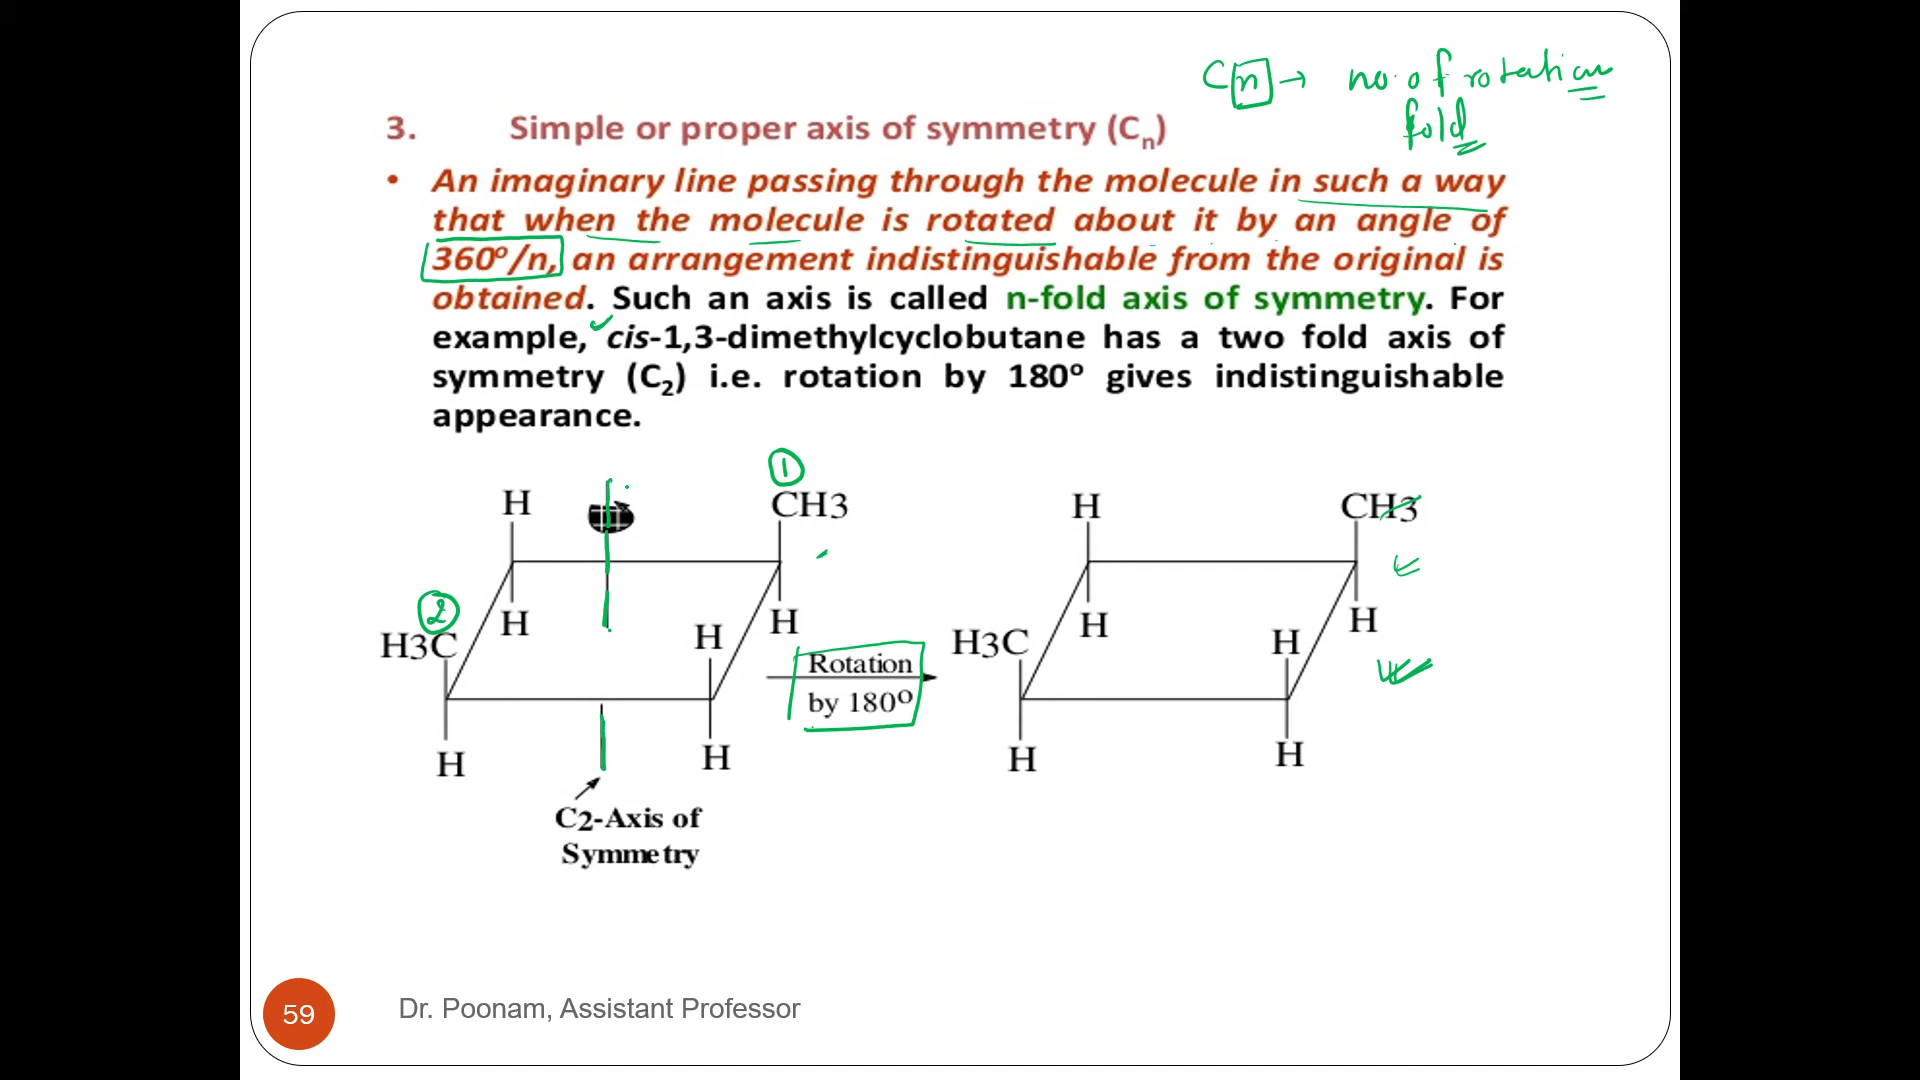 Cn → no. of rotation
fold
3. Simple or proper axis of symmetry (Cn)
• An imaginary line passing through the molecule in such a way
that when the molecule is rotated about it by an angle of
360º/n, an arrangement indistinguishable from the original is
obtained. Such an axis is called n-fold axis of symmetry. For
example, cis-1,3-dimethylcyclobutane has a two fold axis of
symmetry (C2) i.e. rotation by 180º gives indistinguishable
appearance.
1
H CH3
2
H3C H H H
H H
Rotation
by 180º
H CH3
H3C H H H
H H
C2-Axis of
Symmetry
59 Dr. Poonam, Assistant Professor